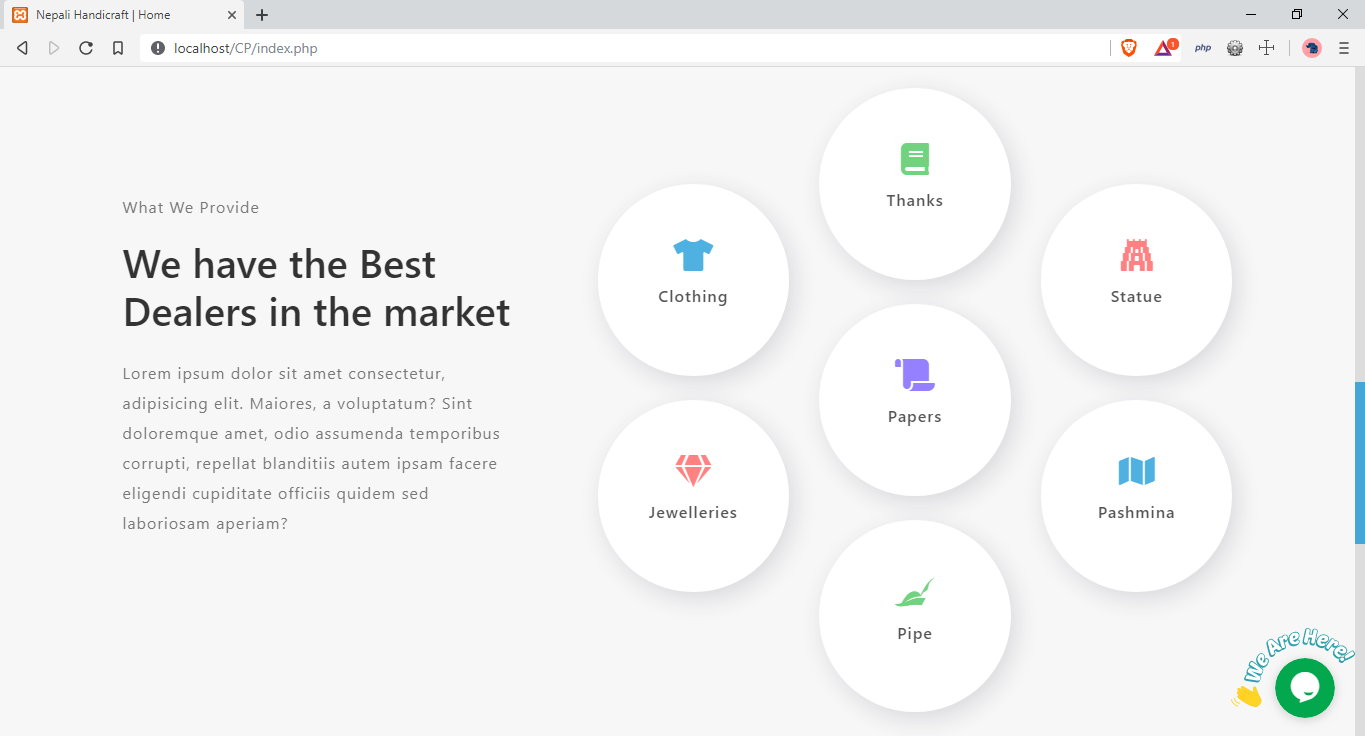 Nepali Handicraft | Home
localhost/CP/index.php
1
php
What We Provide
We have the Best
Dealers in the market
Lorem ipsum dolor sit amet consectetur,
adipisicing elit. Maiores, a voluptatum? Sint
doloremque amet, odio assumenda temporibus
corrupti, repellat blanditiis autem ipsam facere
eligendi cupiditate officiis quidem sed
laboriosam aperiam?
Thanks
Clothing
Statue
Papers
Jewelleries
Pashmina
Pipe
We Are Here!